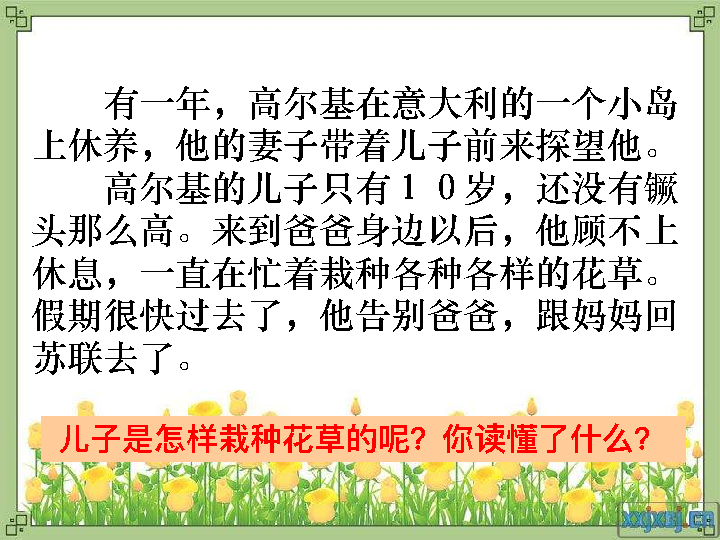 有一年，高尔基在意大利的一个小岛
上休养，他的妻子带着儿子前来探望他。
高尔基的儿子只有１０岁，还没有镢
头那么高。来到爸爸身边以后，他顾不上
休息，一直在忙着栽种各种各样的花草。
假期很快过去了，他告别爸爸，跟妈妈回
苏联去了。
儿子是怎样栽种花草的呢？你读懂了什么？
xxjxsj.cn